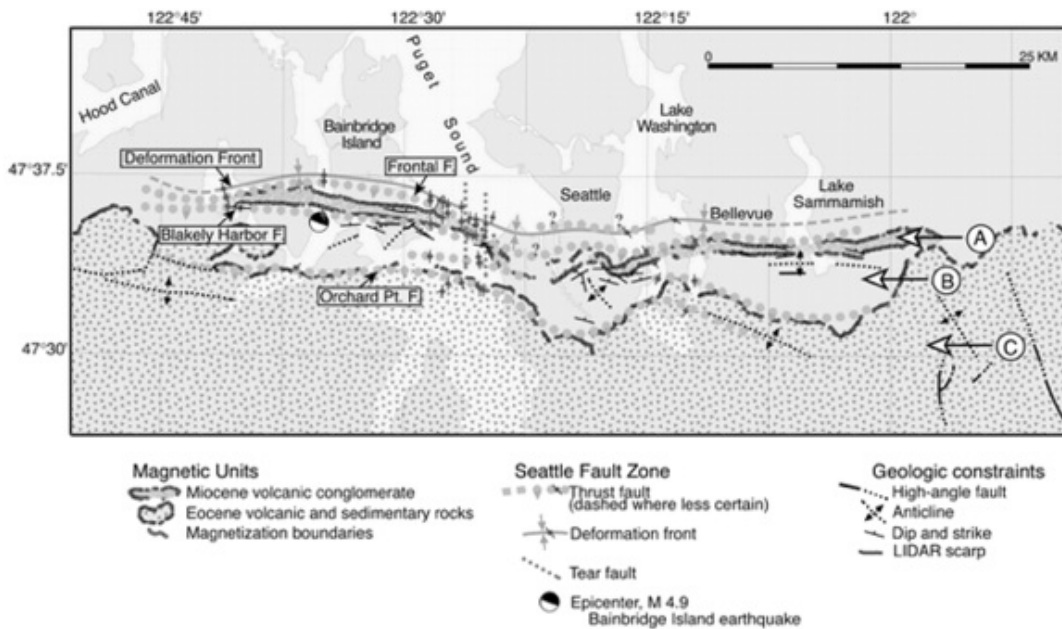 122°45' 122°30' 122°15' 122°
0 25 KM
Puget Sound
Hood Canal
Bainbridge
Island
Lake
Washington
Deformation Front
Frontal F.
47°37.5'
Seattle
Lake
Sammamish
Bellevue
? ?
Blakely Harbor F.
A
?
B
Orchard Pt. F.
47°30'
C
Magnetic Units
Miocene volcanic conglomerate
Eocene volcanic and sedimentary rocks
Magnetization boundaries
Seattle Fault Zone
Thrust fault
(dashed where less certain)
Deformation front
Tear fault
Epicenter, M 4.9
Bainbridge Island earthquake
Geologic constraints
High-angle fault
Anticline
Dip and strike
LIDAR scarp